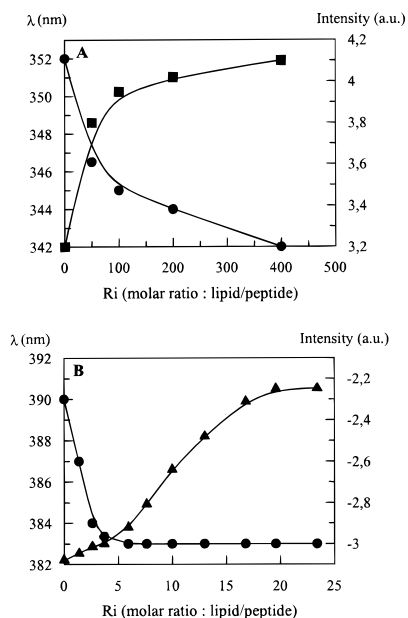 λ (nm) Intensity (a.u.)
A
352
350
348
346
344
342
4,2
4
3,8
3,6
3,4
3,2
0 100 200 300 400 500
Ri (molar ratio : lipid/peptide)
λ (nm) Intensity (a.u.)
B
392
390
388
386
384
382
-2,2
-2,4
-2,6
-2,8
-3
0 5 10 15 20 25
Ri (molar ratio : lipid/peptide)